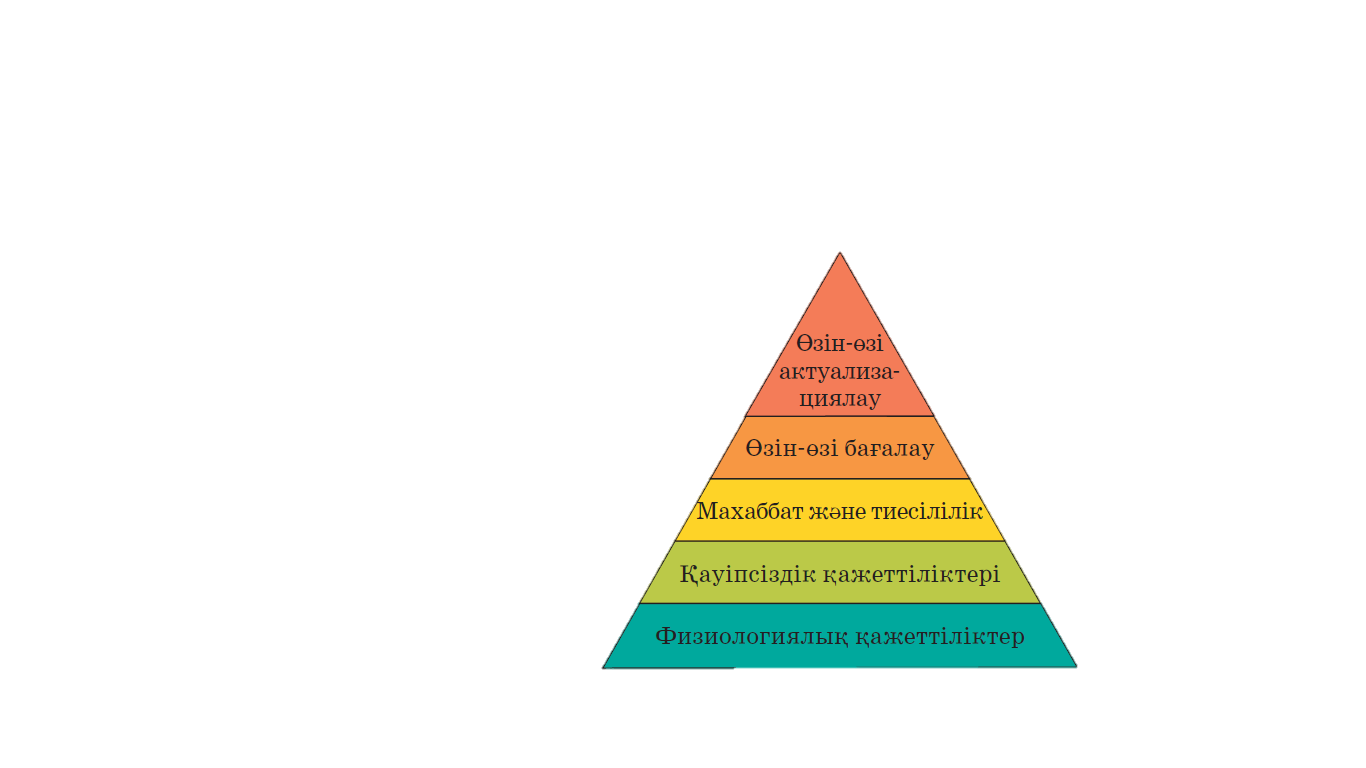 Өзін-өзі
актуализа-
циялау
Өзін-өзі бағалау
Махаббат және тиесілілік
Қауіпсіздік қажеттіліктері
Физиологиялық қажеттіліктер